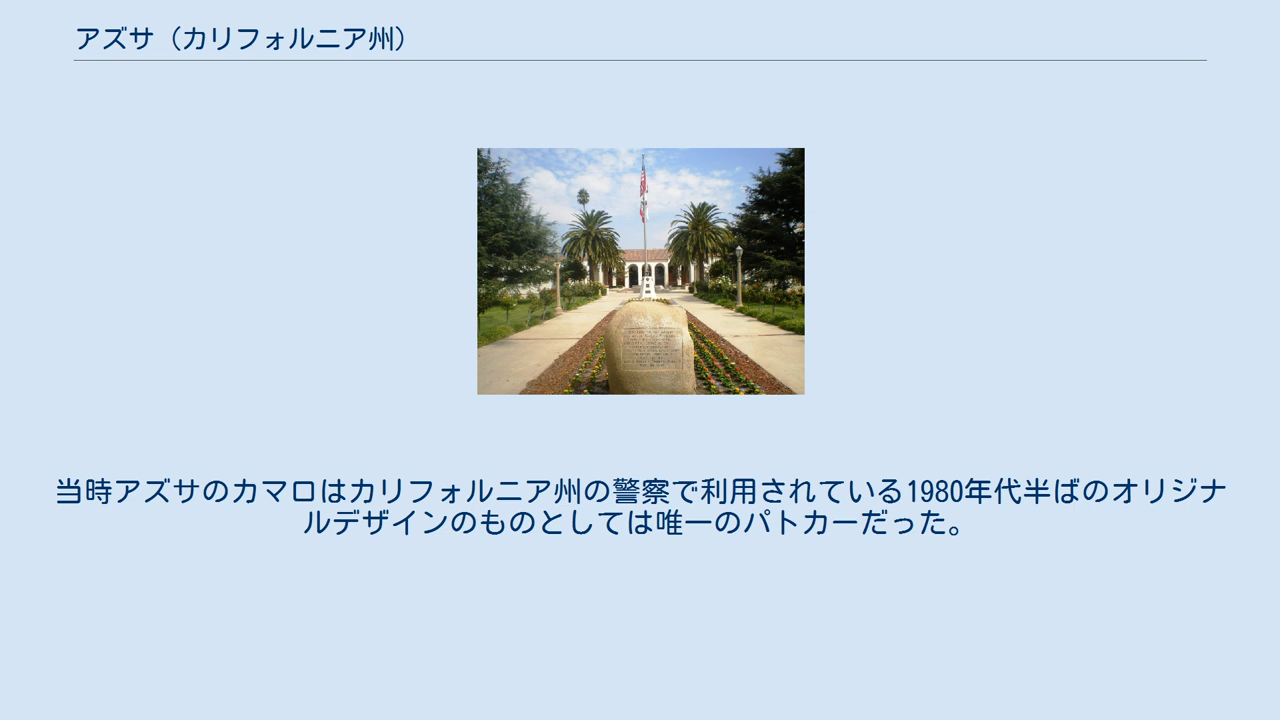 アズサ（カリフォルニア州）
当時アズサのカマロはカリフォルニア州の警察で利用されている1980年代半ばのオリジナ
ルデザインのものとしては唯一のパトカーだった。